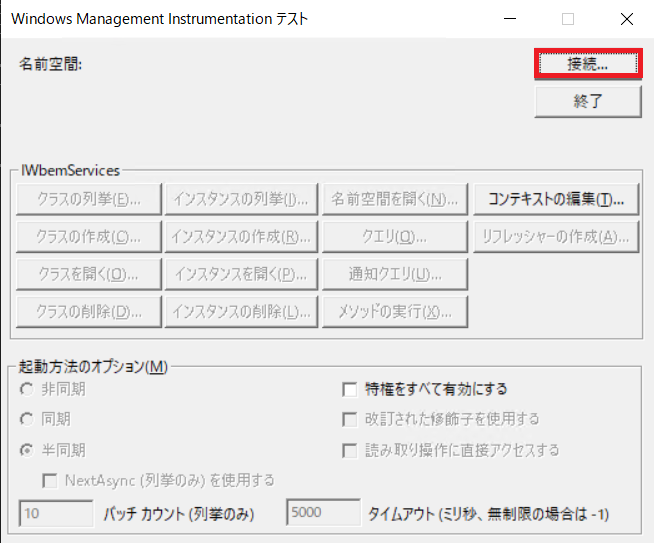 Windows Management Instrumentation テスト
名前空間:
接続...
終了
IWbemServices
クラスの列挙(E)... インスタンスの列挙(I)... 名前空間を開く(N)... コンテキストの編集(T)...
クラスの作成(C)... インスタンスの作成(R)... クエリ(Q)... リフレッシャーの作成(A)...
クラスを開く(O)... インスタンスを開く(P)... 通知クエリ(U)...
クラスの削除(D)... インスタンスの削除(L)... メソッドの実行(X)...
起動方法のオプション(M)
非同期 特権をすべて有効にする
同期 改訂された修飾子を使用する
半同期 読み取り操作に直接アクセスする
NextAsync (列挙のみ) を使用する
10 バッチ カウント (列挙のみ) 5000 タイムアウト (ミリ秒、無制限の場合は -1)